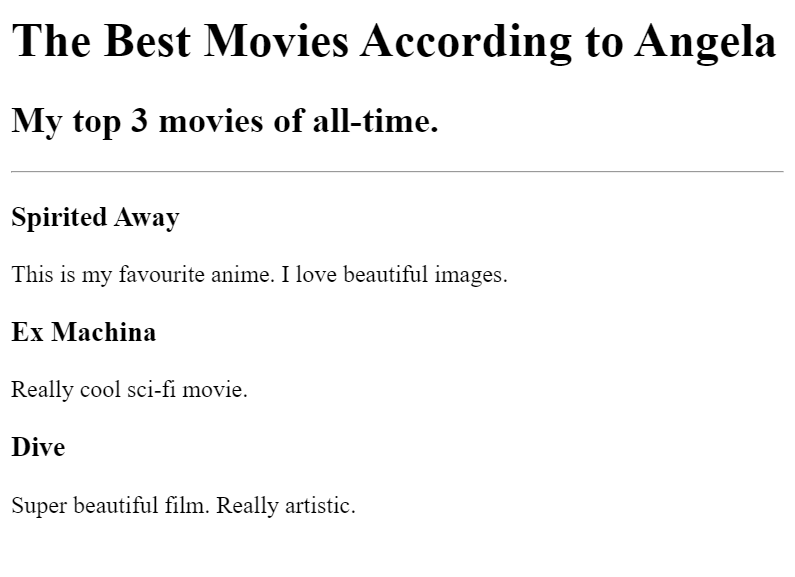 The Best Movies According to Angela
My top 3 movies of all-time.
Spirited Away
This is my favourite anime. I love beautiful images.
Ex Machina
Really cool sci-fi movie.
Dive
Super beautiful film. Really artistic.